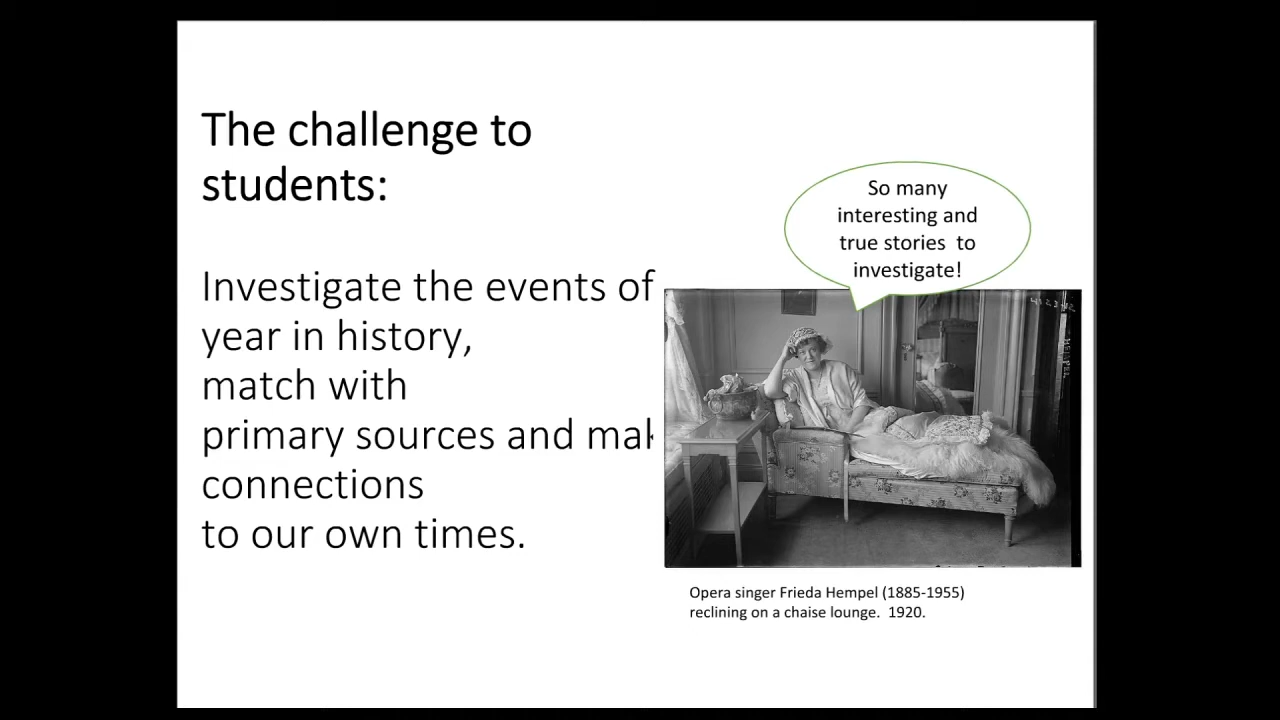 The challenge to
students:
Investigate the events of
year in history,
match with
primary sources and
connections
to our own times.
So many
interesting and
true stories to
investigate!
Opera singer Frieda Hempel (1885-1955)
reclining on a chaise lounge. 1920.